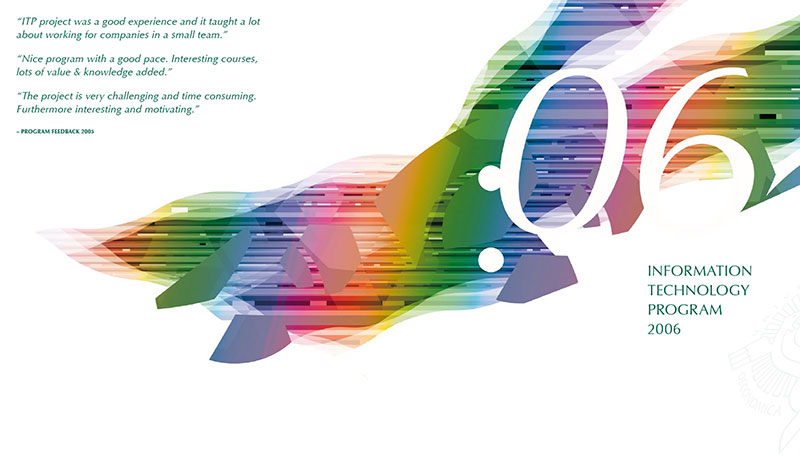 “ITP project was a good experience and it taught a lot
about working for companies in a small team.”
“Nice program with a good pace. Interesting courses,
lots of value & knowledge added.”
“The project is very challenging and time consuming.
Furthermore interesting and motivating.”
– PROGRAM FEEDBACK 2005
:06
INFORMATION
TECHNOLOGY
PROGRAM
2006